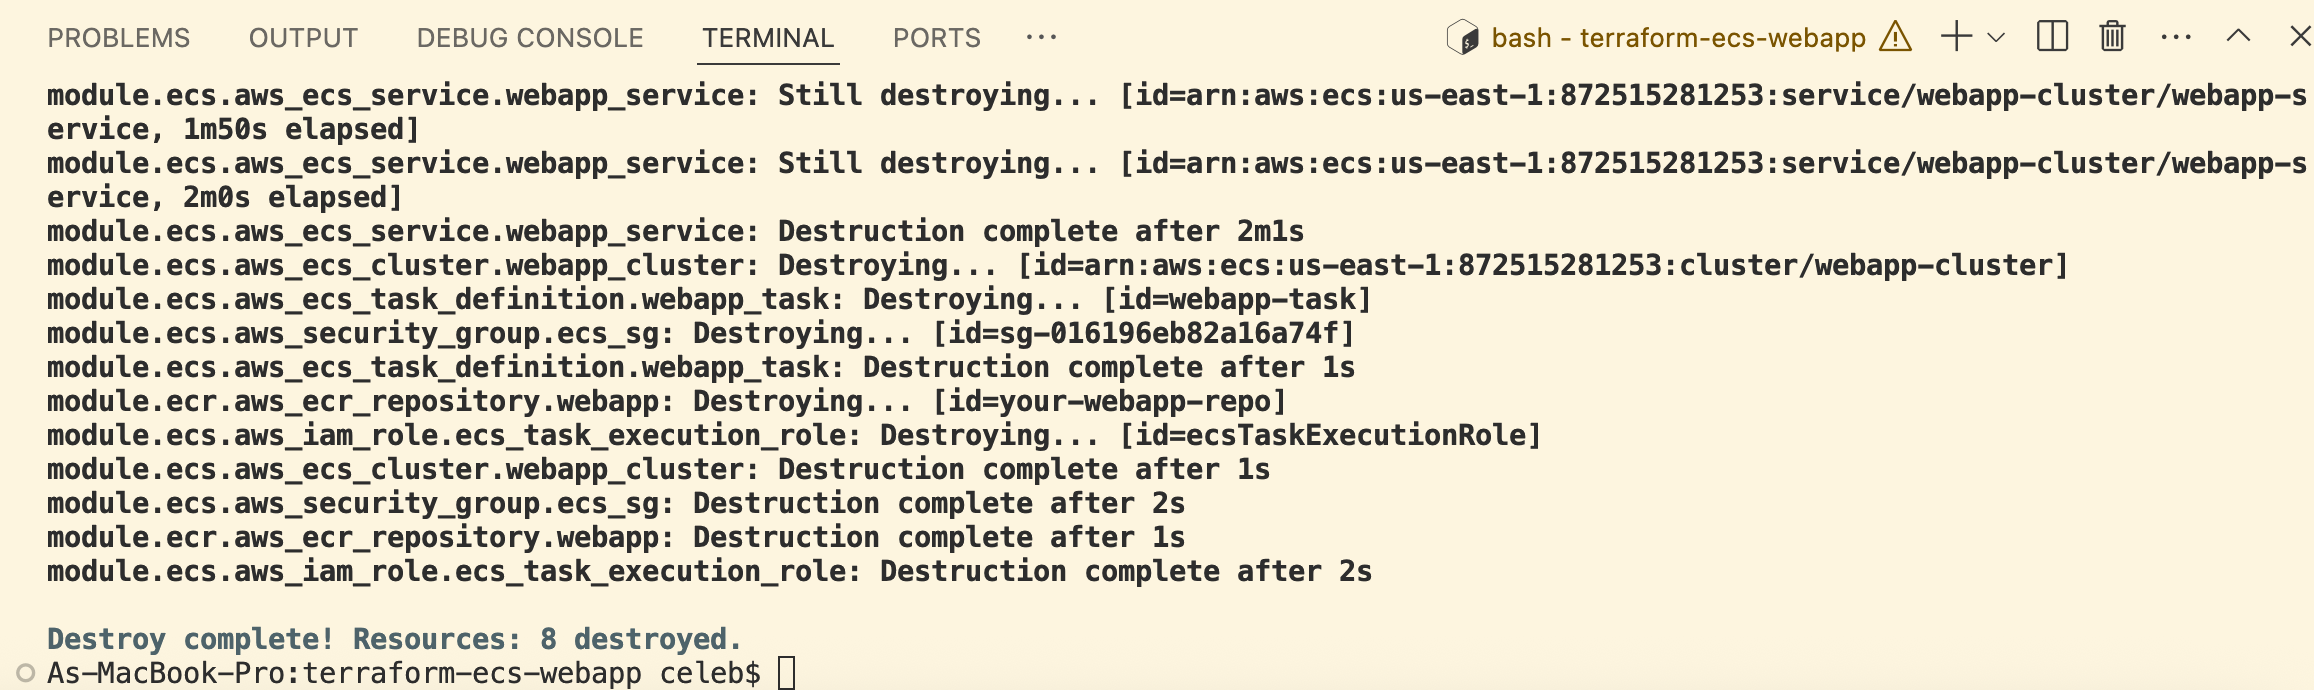 PROBLEMS OUTPUT DEBUG CONSOLE TERMINAL PORTS ··· bash - terraform-ecs-webapp
module.ecs.aws_ecs_service.webapp_service: Still destroying... [id=arn:aws:ecs:us-east-1:872515281253:service/webapp-cluster/webapp-s
ervice, 1m50s elapsed]
module.ecs.aws_ecs_service.webapp_service: Still destroying... [id=arn:aws:ecs:us-east-1:872515281253:service/webapp-cluster/webapp-s
ervice, 2m0s elapsed]
module.ecs.aws_ecs_service.webapp_service: Destruction complete after 2m1s
module.ecs.aws_ecs_cluster.webapp_cluster: Destroying... [id=arn:aws:ecs:us-east-1:872515281253:cluster/webapp-cluster]
module.ecs.aws_ecs_task_definition.webapp_task: Destroying... [id=webapp-task]
module.ecs.aws_security_group.ecs_sg: Destroying... [id=sg-016196eb82a16a74f]
module.ecs.aws_ecs_task_definition.webapp_task: Destruction complete after 1s
module.ecr.aws_ecr_repository.webapp: Destroying... [id=your-webapp-repo]
module.ecs.aws_iam_role.ecs_task_execution_role: Destroying... [id=ecsTaskExecutionRole]
module.ecs.aws_ecs_cluster.webapp_cluster: Destruction complete after 1s
module.ecs.aws_security_group.ecs_sg: Destruction complete after 2s
module.ecr.aws_ecr_repository.webapp: Destruction complete after 1s
module.ecs.aws_iam_role.ecs_task_execution_role: Destruction complete after 2s
Destroy complete! Resources: 8 destroyed.
As-MacBook-Pro:terraform-ecs-webapp celeb$